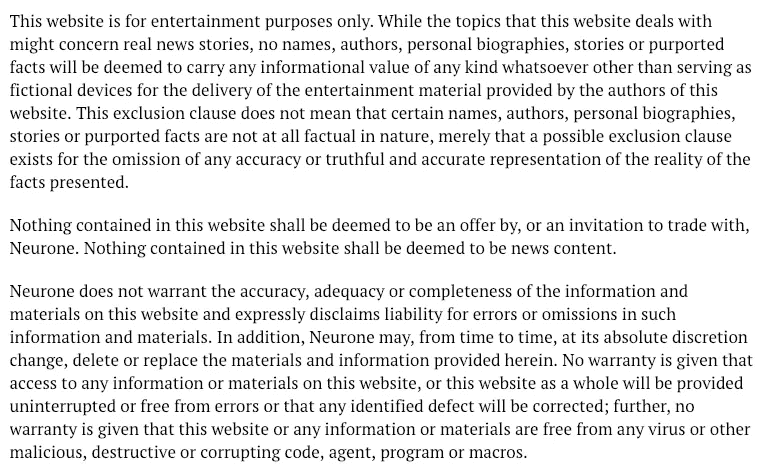 This website is for entertainment purposes only. While the topics that this website deals with
might concern real news stories, no names, authors, personal biographies, stories or purported
facts will be deemed to carry any informational value of any kind whatsoever other than serving as
fictional devices for the delivery of the entertainment material provided by the authors of this
website. This exclusion clause does not mean that certain names, authors, personal biographies,
stories or purported facts are not at all factual in nature, merely that a possible exclusion clause
exists for the omission of any accuracy or truthful and accurate representation of the reality of the
facts presented.
Nothing contained in this website shall be deemed to be an offer by, or an invitation to trade with,
Neurone. Nothing contained in this website shall be deemed to be news content.
Neurone does not warrant the accuracy, adequacy or completeness of the information and
materials on this website and expressly disclaims liability for errors or omissions in such
information and materials. In addition, Neurone may, from time to time, at its absolute discretion
change, delete or replace the materials and information provided herein. No warranty is given that
access to any information or materials on this website, or this website as a whole will be provided
uninterrupted or free from errors or that any identified defect will be corrected; further, no
warranty is given that this website or any information or materials are free from any virus or other
malicious, destructive or corrupting code, agent, program or macros.